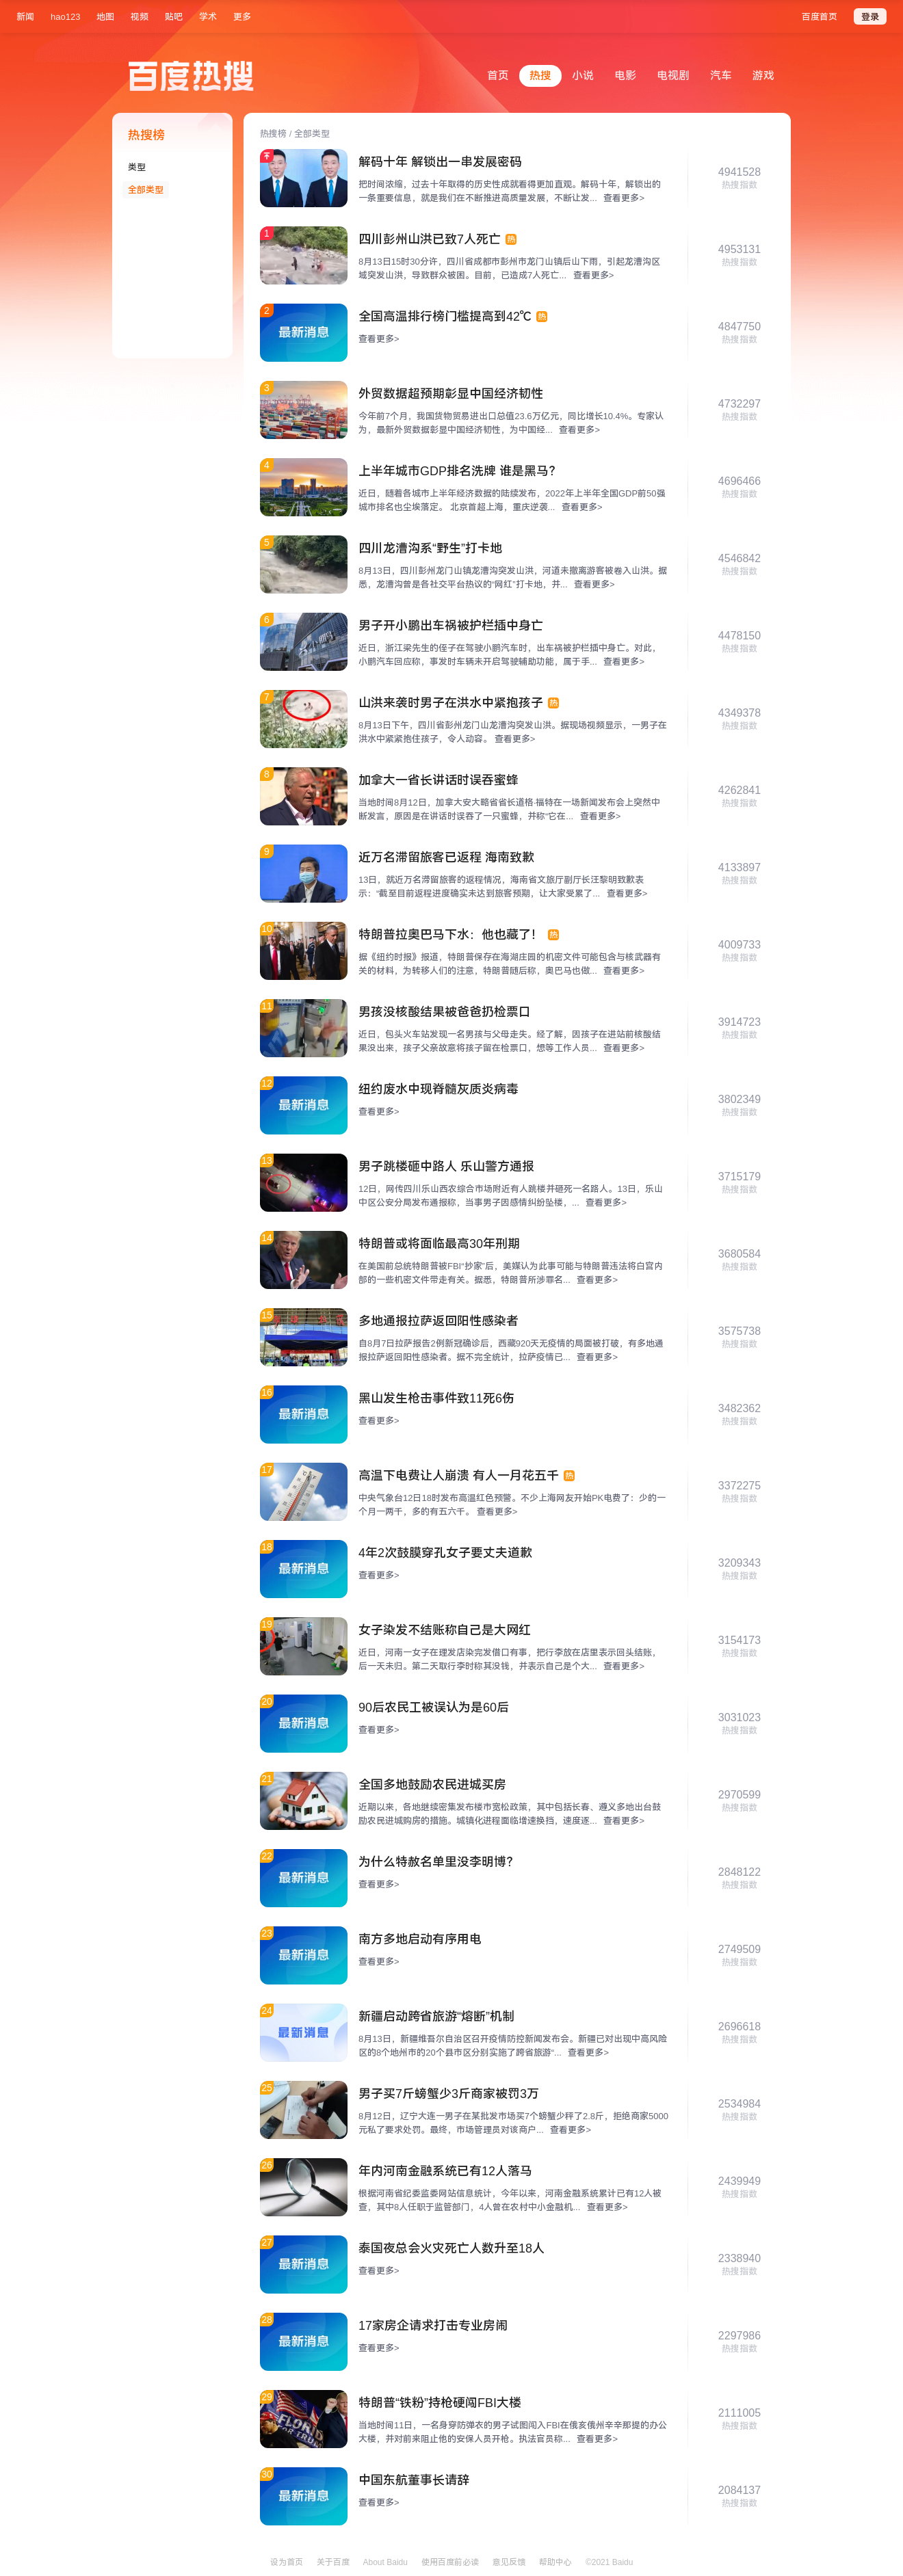 新闻 hao123 地图 视频 贴吧 学术 更多 百度首页 登录
百度热搜 首页 热搜 小说 电影 电视剧 汽车 游戏
热搜榜
类型
全部类型
热搜榜 / 全部类型
解码十年 解锁出一串发展密码
把时间浓缩，过去十年取得的历史性成就看得更加直观。解码十年，解锁出的
一条重要信息，就是我们在不断推进高质量发展，不断让发... 查看更多>
4941528
热搜指数
1
四川彭州山洪已致7人死亡 热
8月13日15时30分许，四川省成都市彭州市龙门山镇后山下雨，引起龙漕沟区
域突发山洪，导致群众被困。目前，已造成7人死亡... 查看更多>
4953131
热搜指数
2
最新消息
全国高温排行榜门槛提高到42℃ 热
查看更多>
4847750
热搜指数
3
外贸数据超预期彰显中国经济韧性
今年前7个月，我国货物贸易进出口总值23.6万亿元，同比增长10.4%。专家认
为，最新外贸数据彰显中国经济韧性，为中国经... 查看更多>
4732297
热搜指数
4
上半年城市GDP排名洗牌 谁是黑马？
近日，随着各城市上半年经济数据的陆续发布，2022年上半年全国GDP前50强
城市排名也尘埃落定。 北京首超上海，重庆逆袭... 查看更多>
4696466
热搜指数
5
四川龙漕沟系“野生”打卡地
8月13日，四川彭州龙门山镇龙漕沟突发山洪，河道未撤离游客被卷入山洪。据
悉，龙漕沟曾是各社交平台热议的“网红”打卡地，并... 查看更多>
4546842
热搜指数
6
男子开小鹏出车祸被护栏插中身亡
近日，浙江梁先生的侄子在驾驶小鹏汽车时，出车祸被护栏插中身亡。对此，
小鹏汽车回应称，事发时车辆未开启驾驶辅助功能，属于手... 查看更多>
4478150
热搜指数
7
山洪来袭时男子在洪水中紧抱孩子 热
8月13日下午，四川省彭州龙门山龙漕沟突发山洪。据现场视频显示，一男子在
洪水中紧紧抱住孩子，令人动容。 查看更多>
4349378
热搜指数
8
加拿大一省长讲话时误吞蜜蜂
当地时间8月12日，加拿大安大略省省长道格·福特在一场新闻发布会上突然中
断发言，原因是在讲话时误吞了一只蜜蜂，并称“它在... 查看更多>
4262841
热搜指数
9
近万名滞留旅客已返程 海南致歉
13日，就近万名滞留旅客的返程情况，海南省文旅厅副厅长汪黎明致歉表
示：“截至目前返程进度确实未达到旅客预期，让大家受累了... 查看更多>
4133897
热搜指数
10
特朗普拉奥巴马下水：他也藏了！ 热
据《纽约时报》报道，特朗普保存在海湖庄园的机密文件可能包含与核武器有
关的材料，为转移人们的注意，特朗普随后称，奥巴马也做... 查看更多>
4009733
热搜指数
11
男孩没核酸结果被爸爸扔检票口
近日，包头火车站发现一名男孩与父母走失。经了解，因孩子在进站前核酸结
果没出来，孩子父亲故意将孩子留在检票口，想等工作人员... 查看更多>
3914723
热搜指数
12
最新消息
纽约废水中现脊髓灰质炎病毒
查看更多>
3802349
热搜指数
13
男子跳楼砸中路人 乐山警方通报
12日，网传四川乐山西农综合市场附近有人跳楼并砸死一名路人。13日，乐山
中区公安分局发布通报称，当事男子因感情纠纷坠楼，... 查看更多>
3715179
热搜指数
14
特朗普或将面临最高30年刑期
在美国前总统特朗普被FBI“抄家”后，美媒认为此事可能与特朗普违法将白宫内
部的一些机密文件带走有关。据悉，特朗普所涉罪名... 查看更多>
3680584
热搜指数
15
多地通报拉萨返回阳性感染者
自8月7日拉萨报告2例新冠确诊后，西藏920天无疫情的局面被打破，有多地通
报拉萨返回阳性感染者。据不完全统计，拉萨疫情已... 查看更多>
3575738
热搜指数
16
最新消息
黑山发生枪击事件致11死6伤
查看更多>
3482362
热搜指数
17
高温下电费让人崩溃 有人一月花五千 热
中央气象台12日18时发布高温红色预警。不少上海网友开始PK电费了：少的一
个月一两千，多的有五六千。 查看更多>
3372275
热搜指数
18
最新消息
4年2次鼓膜穿孔女子要丈夫道歉
查看更多>
3209343
热搜指数
19
女子染发不结账称自己是大网红
近日，河南一女子在理发店染完发借口有事，把行李放在店里表示回头结账，
后一天未归。第二天取行李时称其没钱，并表示自己是个大... 查看更多>
3154173
热搜指数
20
最新消息
90后农民工被误认为是60后
查看更多>
3031023
热搜指数
21
全国多地鼓励农民进城买房
近期以来，各地继续密集发布楼市宽松政策，其中包括长春、遵义多地出台鼓
励农民进城购房的措施。城镇化进程面临增速换挡，速度逐... 查看更多>
2970599
热搜指数
22
最新消息
为什么特赦名单里没李明博？
查看更多>
2848122
热搜指数
23
最新消息
南方多地启动有序用电
查看更多>
2749509
热搜指数
24
最新消息
新疆启动跨省旅游“熔断”机制
8月13日，新疆维吾尔自治区召开疫情防控新闻发布会。新疆已对出现中高风险
区的8个地州市的20个县市区分别实施了跨省旅游“... 查看更多>
2696618
热搜指数
25
男子买7斤螃蟹少3斤商家被罚3万
8月12日，辽宁大连一男子在某批发市场买7个螃蟹少秤了2.8斤，拒绝商家5000
元私了要求处罚。最终，市场管理员对该商户... 查看更多>
2534984
热搜指数
26
年内河南金融系统已有12人落马
根据河南省纪委监委网站信息统计，今年以来，河南金融系统累计已有12人被
查，其中8人任职于监管部门，4人曾在农村中小金融机... 查看更多>
2439949
热搜指数
27
最新消息
泰国夜总会火灾死亡人数升至18人
查看更多>
2338940
热搜指数
28
最新消息
17家房企请求打击专业房闹
查看更多>
2297986
热搜指数
29
特朗普“铁粉”持枪硬闯FBI大楼
当地时间11日，一名身穿防弹衣的男子试图闯入FBI在俄亥俄州辛辛那提的办公
大楼，并对前来阻止他的安保人员开枪。执法官员称... 查看更多>
2111005
热搜指数
30
最新消息
中国东航董事长请辞
查看更多>
2084137
热搜指数
设为首页 关于百度 About Baidu 使用百度前必读 意见反馈 帮助中心 ©2021 Baidu